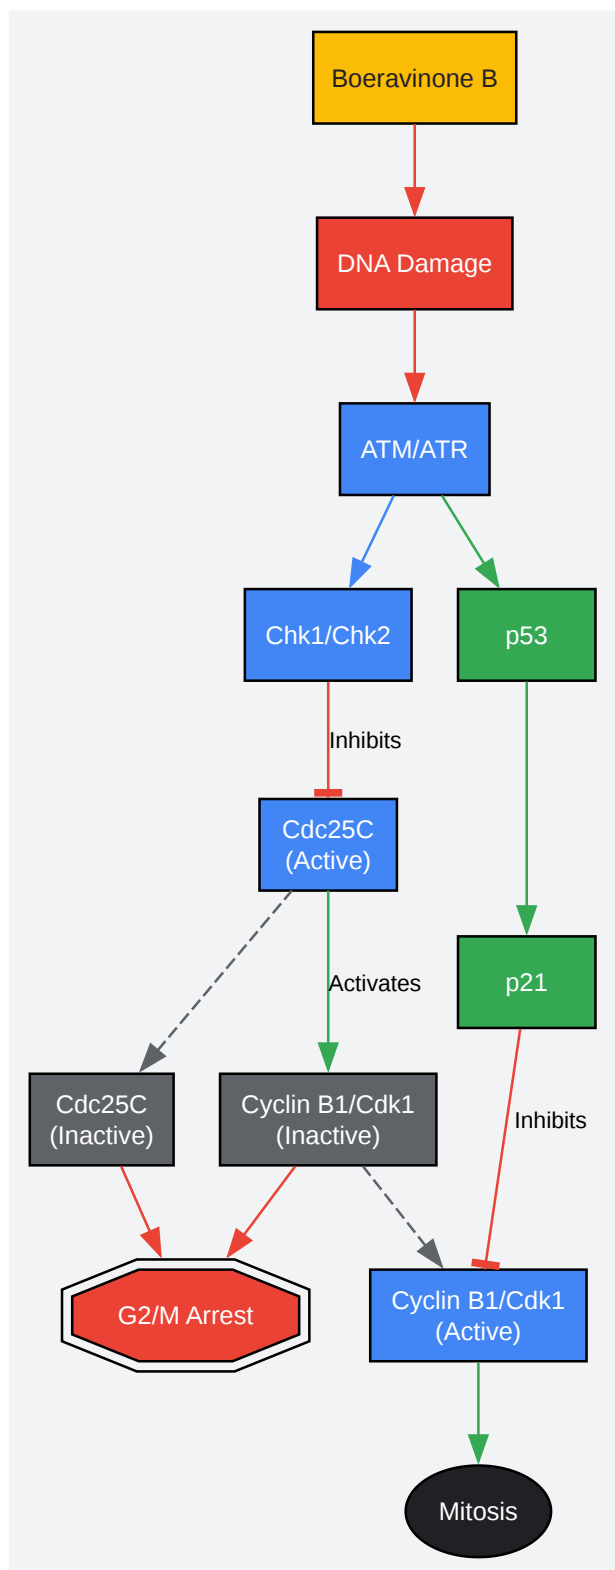 Boeravinone B
DNA Damage
ATM/ATR
Chk1/Chk2
p53
Inhibits
Cdc25C
(Active)
p21
Activates
Cdc25C
(Inactive)
Cyclin B1/Cdk1
(Inactive)
Inhibits
G2/M Arrest
Cyclin B1/Cdk1
(Active)
Mitosis